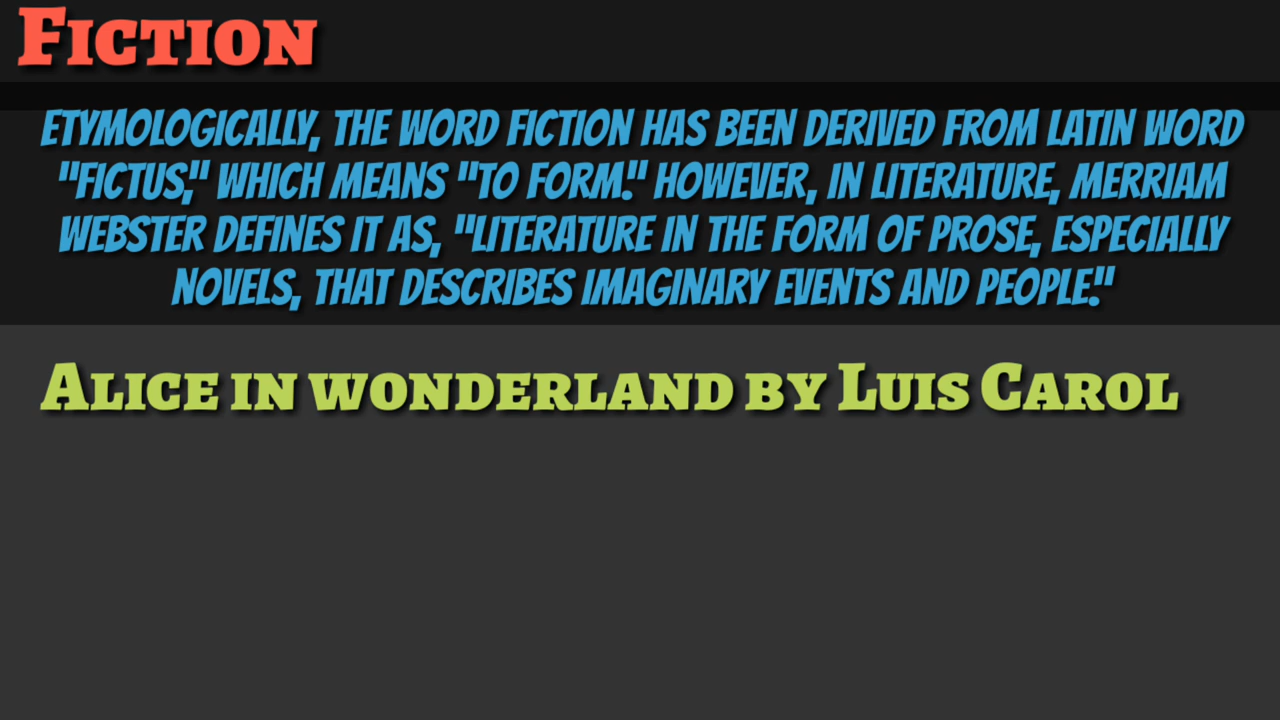 Fiction
ETYMOLOGICALLY, THE WORD FICTION HAS BEEN DERIVED FROM LATIN WORD
"FICTUS," WHICH MEANS "TO FORM." HOWEVER, IN LITERATURE, MERRIAM
WEBSTER DEFINES IT AS, "LITERATURE IN THE FORM OF PROSE, ESPECIALLY
NOVELS, THAT DESCRIBES IMAGINARY EVENTS AND PEOPLE."
Alice in wonderland by Luis Carol